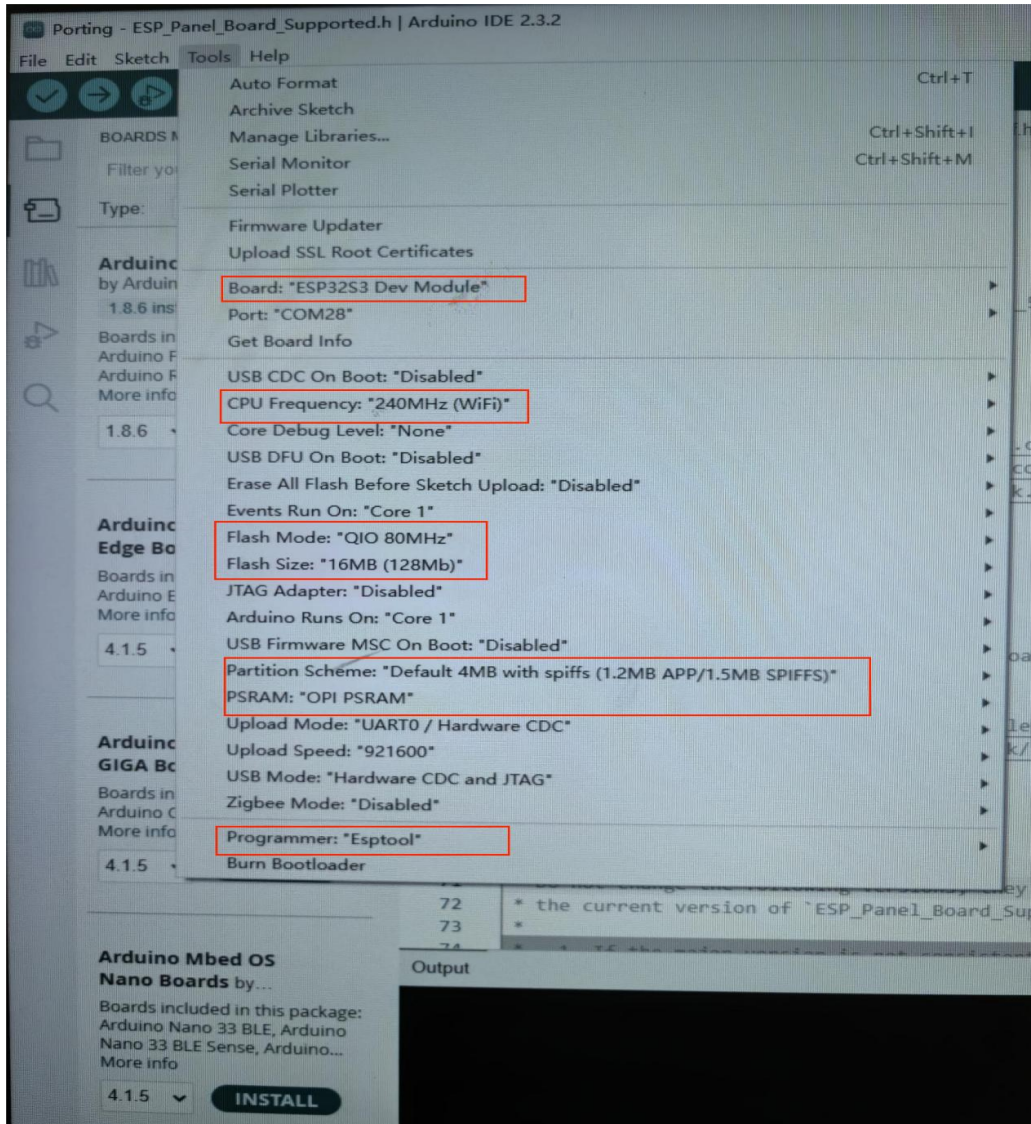 Porting - ESP_Panel_Board_Supported.h | Arduino IDE 2.3.2
File Edit Sketch Tools Help
Auto Format Ctrl+T
Archive Sketch
Manage Libraries... Ctrl+Shift+I
Serial Monitor Ctrl+Shift+M
Serial Plotter
Firmware Updater
Upload SSL Root Certificates
Board: "ESP32S3 Dev Module"
Port: "COM28"
Get Board Info
USB CDC On Boot: "Disabled"
CPU Frequency: "240MHz (WiFi)"
Core Debug Level: "None"
USB DFU On Boot: "Disabled"
Erase All Flash Before Sketch Upload: "Disabled"
Events Run On: "Core 1"
Flash Mode: "QIO 80MHz"
Flash Size: "16MB (128Mb)"
JTAG Adapter: "Disabled"
Arduino Runs On: "Core 1"
USB Firmware MSC On Boot: "Disabled"
Partition Scheme: "Default 4MB with spiffs (1.2MB APP/1.5MB SPIFFS)"
PSRAM: "OPI PSRAM"
Upload Mode: "UART0 / Hardware CDC"
Upload Speed: "921600"
USB Mode: "Hardware CDC and JTAG"
Zigbee Mode: "Disabled"
Programmer: "Esptool"
Burn Bootloader
BOARDS M
Filter yo
Type:
Arduinc
by Arduin
1.8.6 ins
Boards in
Arduino F
Arduino R
More info
1.8.6
Arduinc
Edge Bo
Boards in
Arduino E
More info
4.1.5
Arduinc
GIGA Bc
Boards in
Arduino C
More info
4.1.5
Arduino Mbed OS
Nano Boards by...
Boards included in this package:
Arduino Nano 33 BLE, Arduino
Nano 33 BLE Sense, Arduino...
More info
4.1.5 INSTALL
72 * the current version of `ESP_Panel_Board_Su
73 *
74
Output